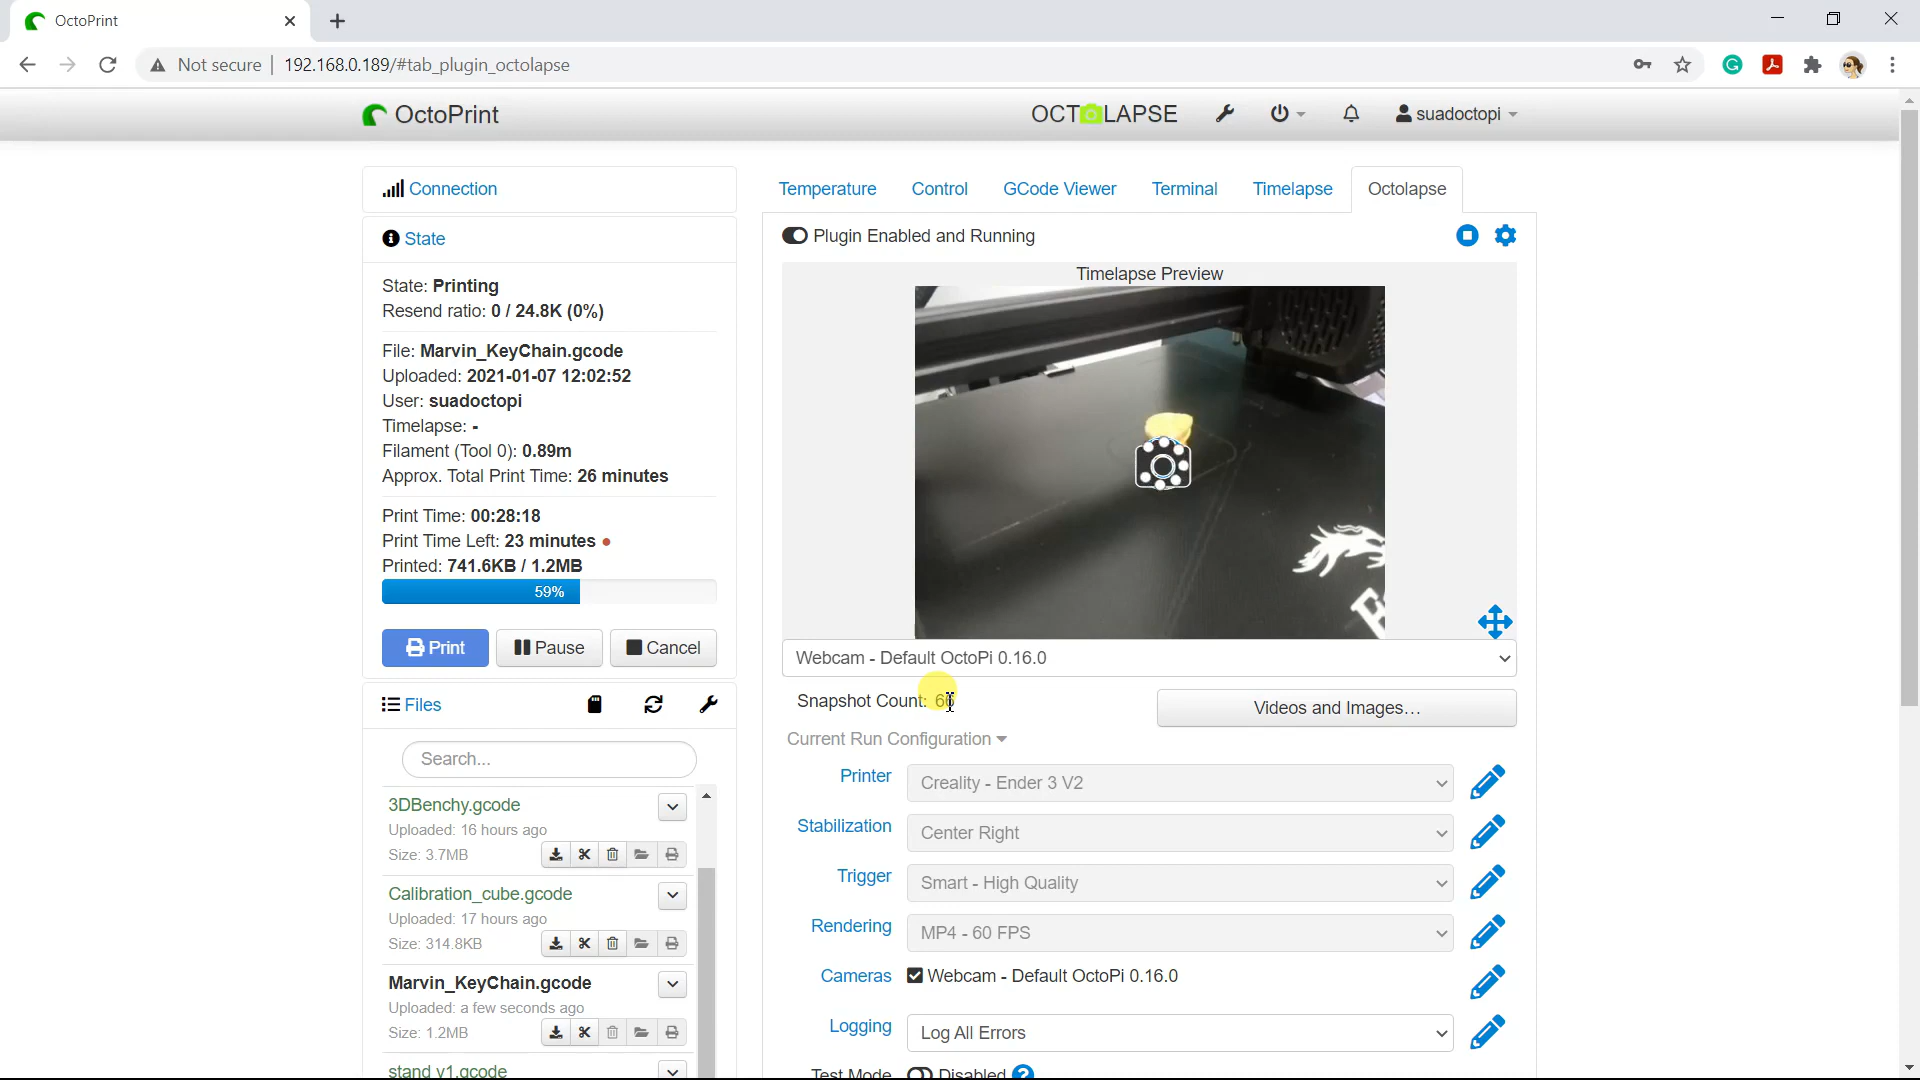 OctoPrint
Not secure | 192.168.0.189/#tab_plugin_octolapse
OctoPrint
OCTOLAPSE
suadoctopi
Connection
State
State: Printing
Resend ratio: 0 / 24.8K (0%)
File: Marvin_KeyChain.gcode
Uploaded: 2021-01-07 12:02:52
User: suadoctopi
Timelapse: -
Filament (Tool 0): 0.89m
Approx. Total Print Time: 26 minutes
Print Time: 00:28:18
Print Time Left: 23 minutes
Printed: 741.6KB / 1.2MB
59%
Print
Pause
Cancel
Files
Search...
3DBenchy.gcode
Uploaded: 16 hours ago
Size: 3.7MB
Calibration_cube.gcode
Uploaded: 17 hours ago
Size: 314.8KB
Marvin_KeyChain.gcode
Uploaded: a few seconds ago
Size: 1.2MB
stand v1.gcode
Temperature
Control
GCode Viewer
Terminal
Timelapse
Octolapse
Plugin Enabled and Running
Timelapse Preview
Webcam - Default OctoPi 0.16.0
Snapshot Count: 66
Videos and Images...
Current Run Configuration
Printer
Creality - Ender 3 V2
Stabilization
Center Right
Trigger
Smart - High Quality
Rendering
MP4 - 60 FPS
Cameras
Webcam - Default OctoPi 0.16.0
Logging
Log All Errors
Test Mode
Disabled